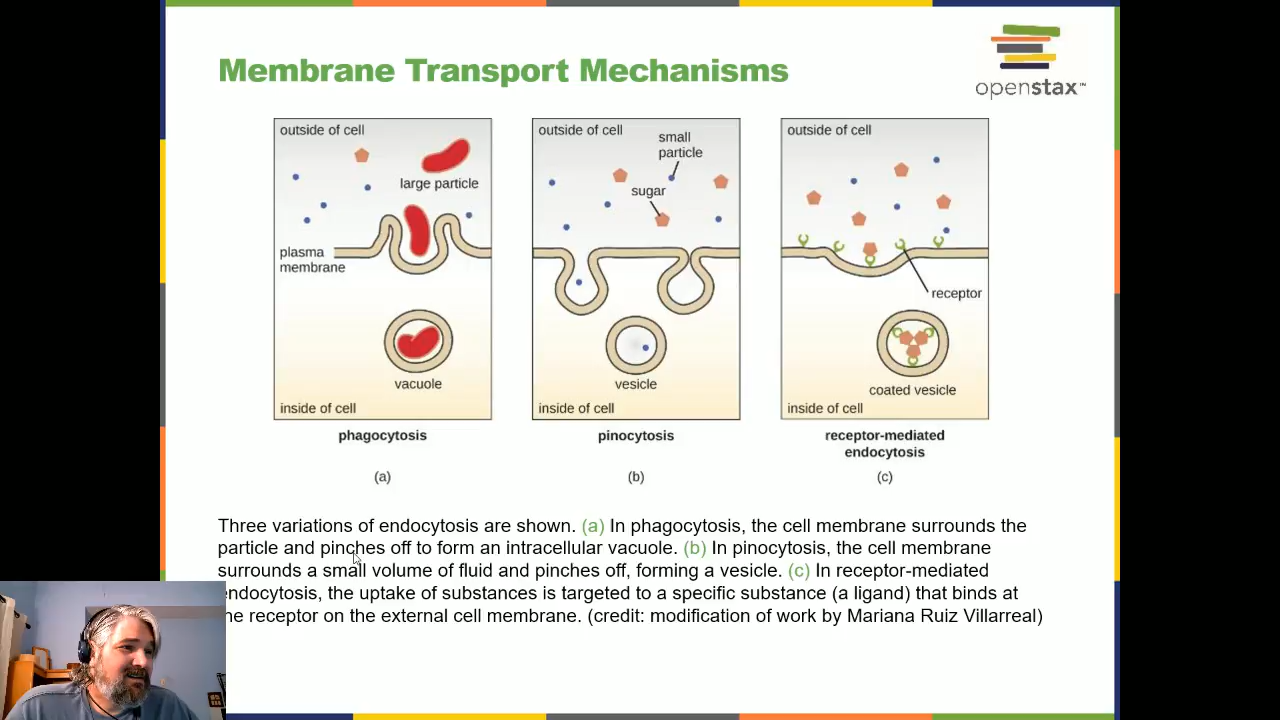 Membrane Transport Mechanisms
openstax™
outside of cell
large particle
plasma
membrane
vacuole
inside of cell
phagocytosis
(a)
outside of cell
small
particle
sugar
vesicle
inside of cell
pinocytosis
(b)
outside of cell
receptor
coated vesicle
inside of cell
receptor-mediated
endocytosis
(c)
Three variations of endocytosis are shown. (a) In phagocytosis, the cell membrane surrounds the
particle and pinches off to form an intracellular vacuole. (b) In pinocytosis, the cell membrane
surrounds a small volume of fluid and pinches off, forming a vesicle. (c) In receptor-mediated
endocytosis, the uptake of substances is targeted to a specific substance (a ligand) that binds at
the receptor on the external cell membrane. (credit: modification of work by Mariana Ruiz Villarreal)